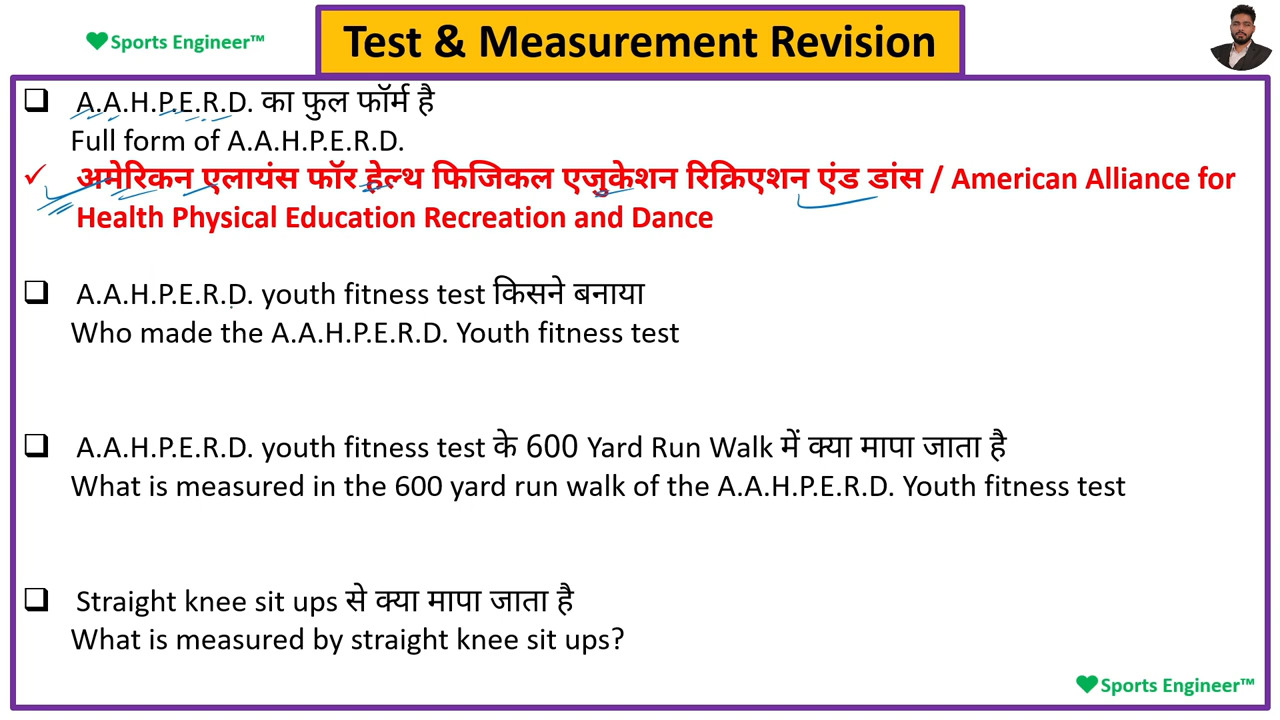 Sports Engineer™
Test & Measurement Revision
A.A.H.P.E.R.D. का फुल फॉर्म है
Full form of A.A.H.P.E.R.D.
अमेरिकन एलायंस फॉर हेल्थ फिजिकल एजुकेशन रिक्रिएशन एंड डांस / American Alliance for
Health Physical Education Recreation and Dance
A.A.H.P.E.R.D. youth fitness test किसने बनाया
Who made the A.A.H.P.E.R.D. Youth fitness test
A.A.H.P.E.R.D. youth fitness test के 600 Yard Run Walk में क्या मापा जाता है
What is measured in the 600 yard run walk of the A.A.H.P.E.R.D. Youth fitness test
Straight knee sit ups से क्या मापा जाता है
What is measured by straight knee sit ups?
Sports Engineer™